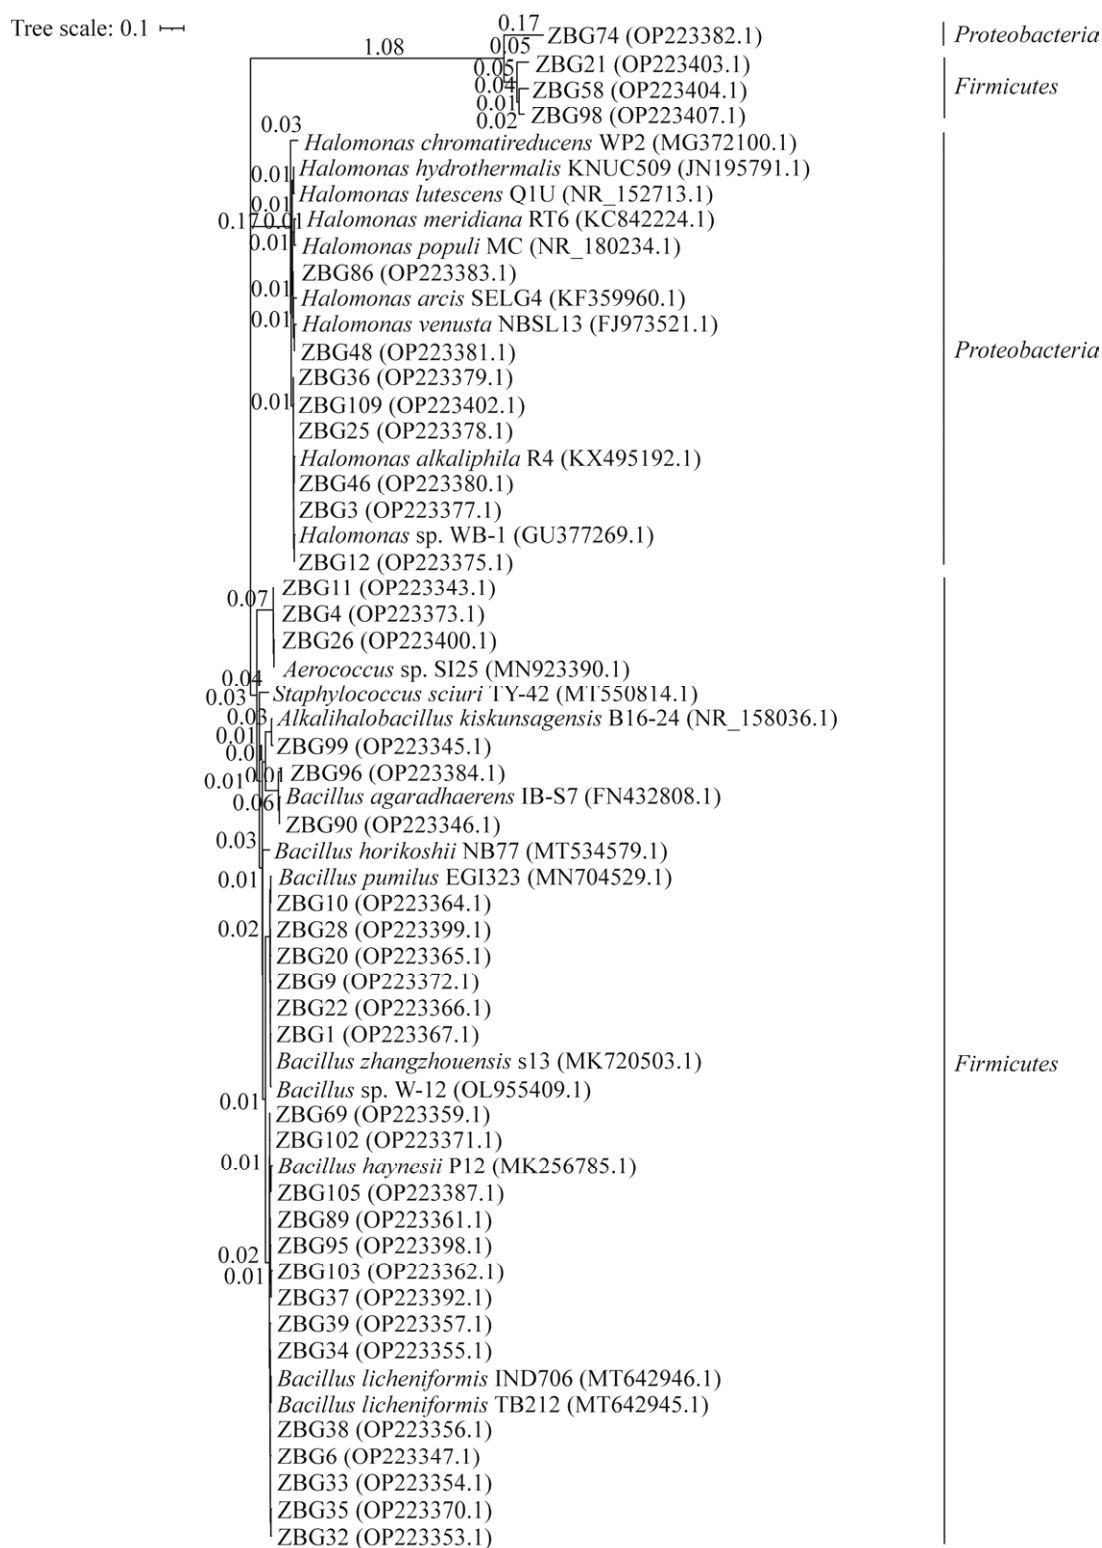 Tree scale: 0.1
0.17
ZBG74 (OP223382.1)
Proteobacteria
0.05
1.08
ZBG21 (OP223403.1)
0.05
0.04
ZBG58 (OP223404.1)
Firmicutes
0.01
ZBG98 (OP223407.1)
0.02
0.03
Halomonas chromatireducens WP2 (MG372100.1)
Halomonas hydrothermalis KNUC509 (JN195791.1)
0.01
Halomonas lutescens Q1U (NR_152713.1)
0.01
0.17
0.01
Halomonas meridiana RT6 (KC842224.1)
0.01
Halomonas populi MC (NR_180234.1)
ZBG86 (OP223383.1)
0.01
Halomonas arcis SELG4 (KF359960.1)
0.01
Halomonas venusta NBSL13 (FJ973521.1)
ZBG48 (OP223381.1)
Proteobacteria
ZBG36 (OP223379.1)
0.01
ZBG109 (OP223402.1)
ZBG25 (OP223378.1)
Halomonas alkaliphila R4 (KX495192.1)
ZBG46 (OP223380.1)
ZBG3 (OP223377.1)
Halomonas sp. WB-1 (GU377269.1)
ZBG12 (OP223375.1)
ZBG11 (OP223343.1)
0.07
ZBG4 (OP223373.1)
ZBG26 (OP223400.1)
Aerococcus sp. SI25 (MN923390.1)
0.04
0.03
Staphylococcus sciuri TY-42 (MT550814.1)
0.03
Alkalihalobacillus kiskunsagensis B16-24 (NR_158036.1)
0.01
ZBG99 (OP223345.1)
0.01
0.01
0.01
ZBG96 (OP223384.1)
0.06
Bacillus agaradhaerens IB-S7 (FN432808.1)
ZBG90 (OP223346.1)
0.03
Bacillus horikoshii NB77 (MT534579.1)
0.01
Bacillus pumilus EGI323 (MN704529.1)
ZBG10 (OP223364.1)
0.02
ZBG28 (OP223399.1)
ZBG20 (OP223365.1)
ZBG9 (OP223372.1)
ZBG22 (OP223366.1)
ZBG1 (OP223367.1)
Bacillus zhangzhouensis s13 (MK720503.1)
Firmicutes
Bacillus sp. W-12 (OL955409.1)
0.01
ZBG69 (OP223359.1)
ZBG102 (OP223371.1)
0.01
Bacillus haynesii P12 (MK256785.1)
ZBG105 (OP223387.1)
ZBG89 (OP223361.1)
ZBG95 (OP223398.1)
0.02
0.01
ZBG103 (OP223362.1)
ZBG37 (OP223392.1)
ZBG39 (OP223357.1)
ZBG34 (OP223355.1)
Bacillus licheniformis IND706 (MT642946.1)
Bacillus licheniformis TB212 (MT642945.1)
ZBG38 (OP223356.1)
ZBG6 (OP223347.1)
ZBG33 (OP223354.1)
ZBG35 (OP223370.1)
ZBG32 (OP223353.1)